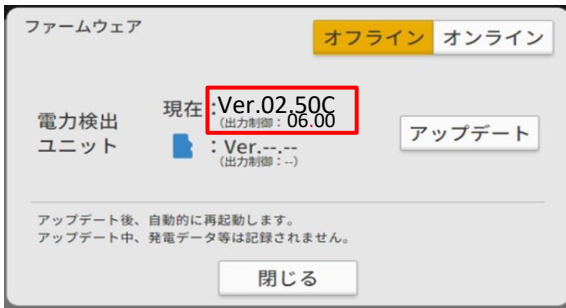 ファームウェア
オフライン オンライン
電力検出
ユニット
現在：Ver.02.50C
（出力制御：06.00
：Ver.--.--
（出力制御：--）
アップデート
アップデート後、自動的に再起動します。
アップデート中、発電データ等は記録されません。
閉じる